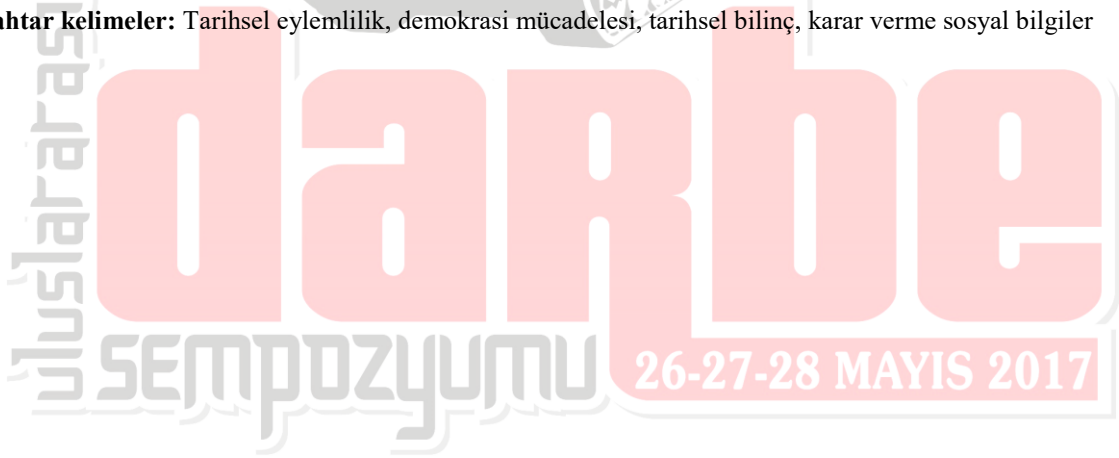 ahtar kelimeler: Tarihsel eylemlilik, demokrasi mücadelesi, tarihsel bilinç, karar verme sosyal bilgiler
uluslararası
darbe
SEMPOZYUMU
26-27-28 MAYIS 2017